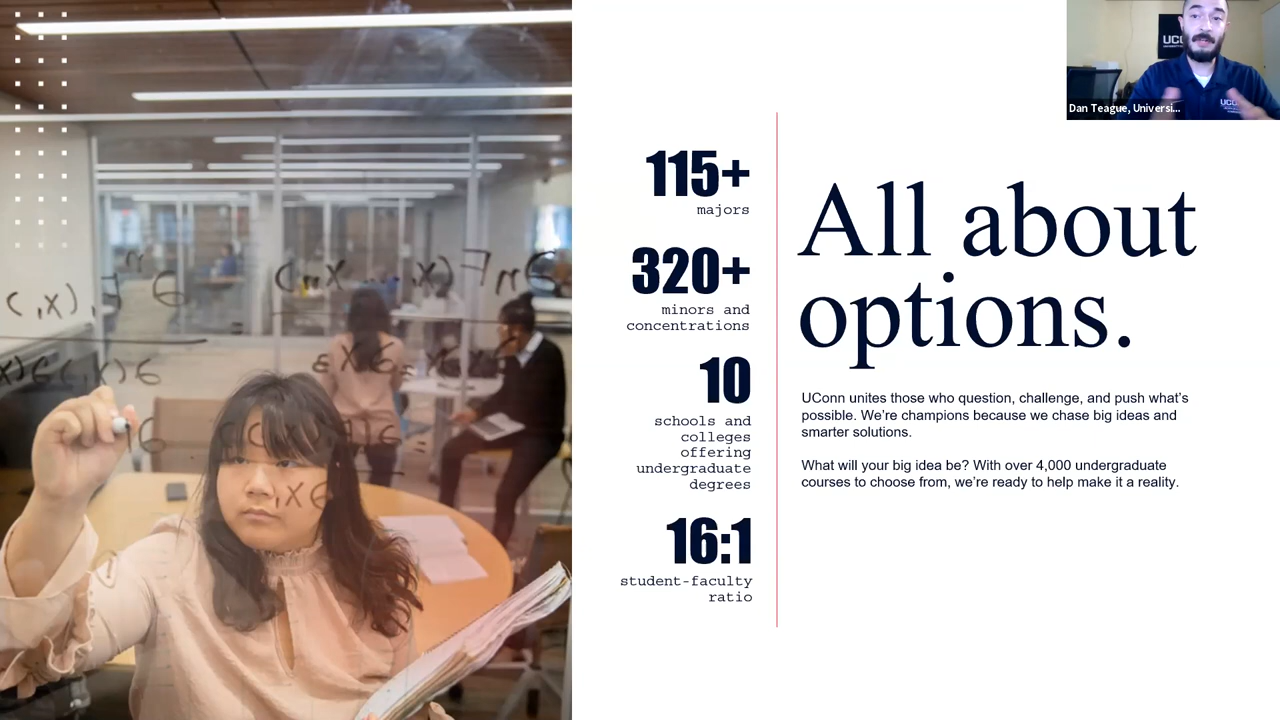 115+
majors
320+
minors and
concentrations
10
schools and
colleges
offering
undergraduate
degrees
16:1
student-faculty
ratio
All about
options.
UConn unites those who question, challenge, and push what's
possible. We're champions because we chase big ideas and
smarter solutions.
What will your big idea be? With over 4,000 undergraduate
courses to choose from, we're ready to help make it a reality.
Dan Teague, Universi...